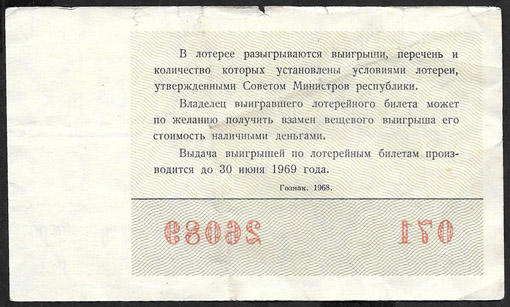 В лотерее разыгрываются выигрыши, перечень и
количество которых установлены условиями лотереи,
утвержденными Советом Министров республики.
Владелец выигравшего лотерейного билета может
по желанию получить взамен вещевого выигрыша его
стоимость наличными деньгами.
Выдача выигрышей по лотерейным билетам произ-
водится до 30 июня 1969 года.
Гознак. 1968.
26089 071